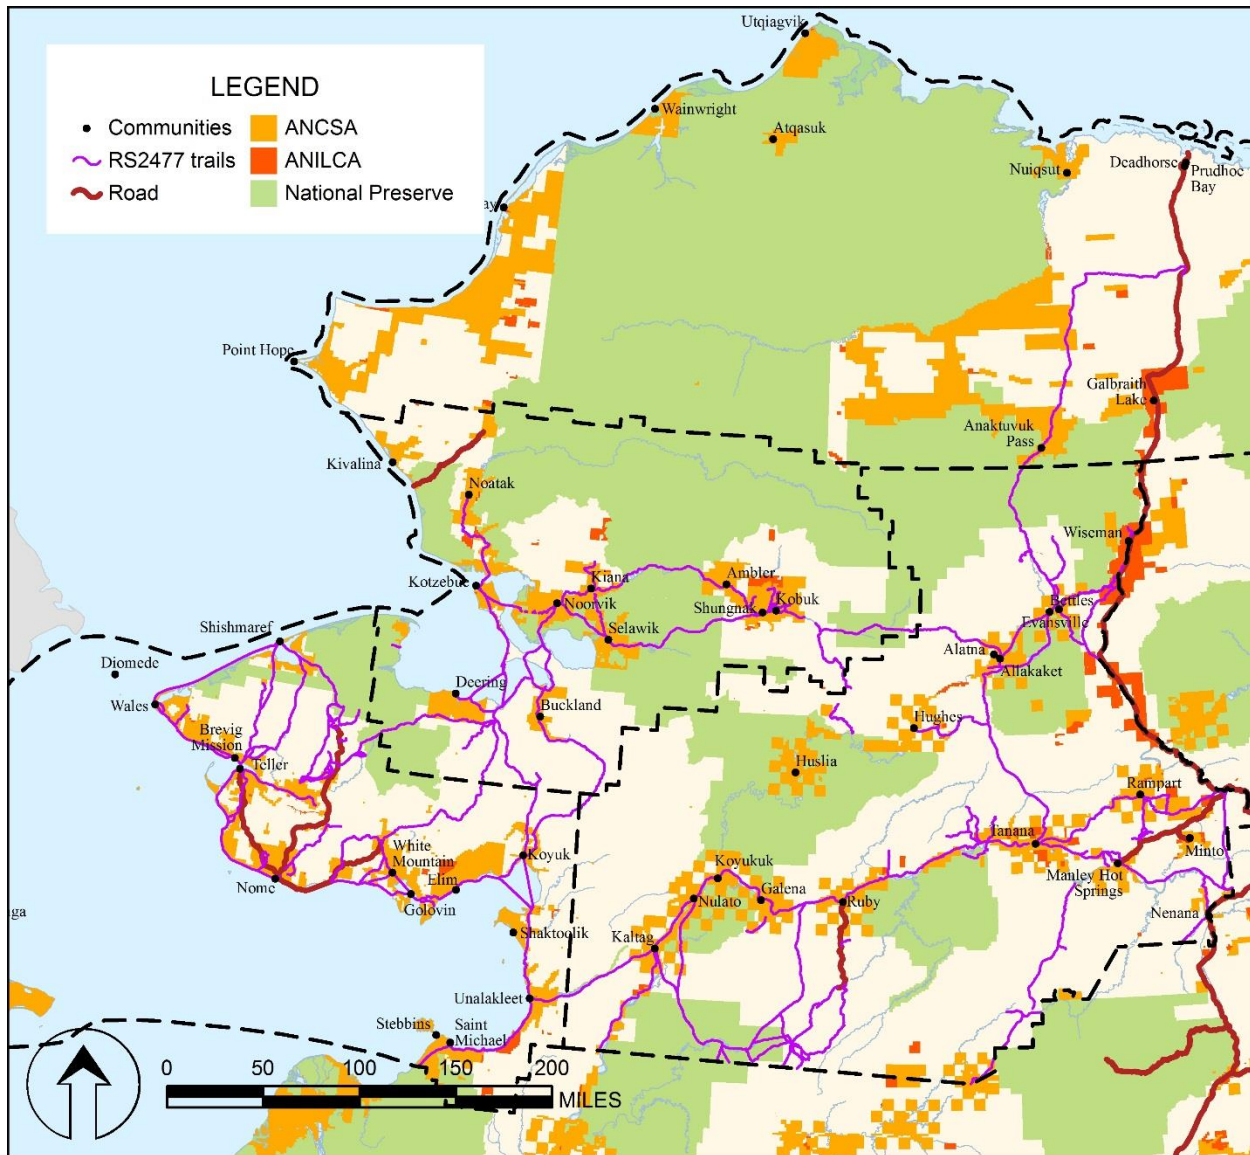 Utqiagvik
LEGEND
Communities
ANCSA
RS2477 trails
ANILCA
Road
National Preserve
Wainwright
Atqasuk
Nuiqsut
Deadhorse
Prudhoe
Bay
ay
Point Hope
Galbraith
Lake
Anaktuvuk
Pass
Kivalina
Noatak
Wiseman
Kotzebue
Kiana
Ambler
Noorvik
Shungnak
Kobuk
Bettles
Evansville
Shishmaref
Selawik
Alatna
Allakaket
Diomede
Deering
Wales
Buckland
Hughes
Brevig
Mission
Teller
Huslia
Rampart
Tanana
White
Mountain
Koyuk
Minto
Koyukuk
Manley Hot
Springs
Nome
Elim
Golovin
Galena
Nulato
Ruby
Nenana
nga
Shaktoolik
Kaltag
Unalakleet
Stebbins
Saint
Michael
0 50 100 150 200
MILES